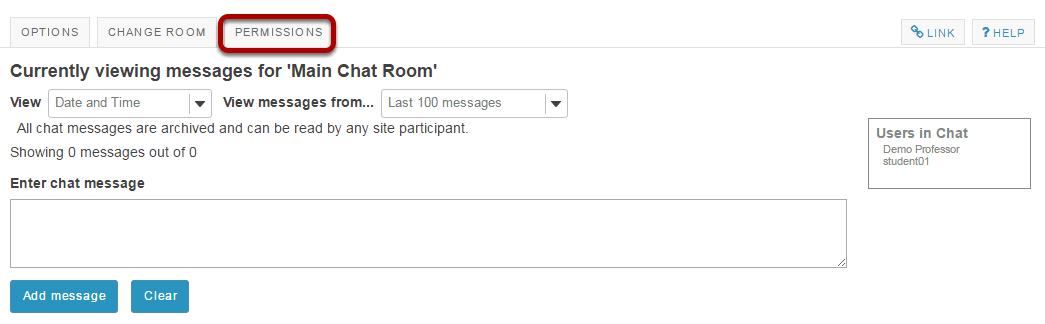 OPTIONS CHANGE ROOM PERMISSIONS LINK ? HELP
Currently viewing messages for 'Main Chat Room'
View Date and Time View messages from... Last 100 messages
All chat messages are archived and can be read by any site participant.
Showing 0 messages out of 0
Users in Chat
Demo Professor
student01
Enter chat message
Add message Clear